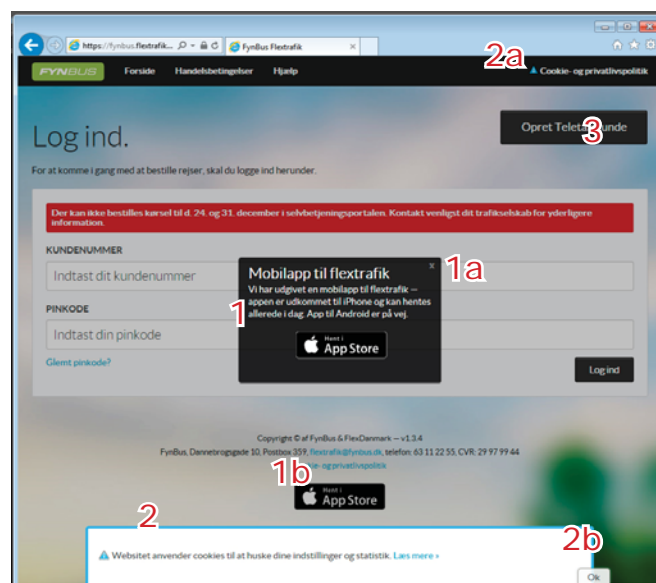 https://fynbus.flextrafik...
FynBus Flextrafik
2a
FYNBUS
Forside
Handelsbetingelser
Hjælp
Cookie- og privatlivspolitik
Log ind.
3
For at komme i gang med at bestille rejser, skal du logge ind herunder.
Der kan ikke bestilles kørsel til d. 24. og 31. december i selvbetjeningsportalen. Kontakt venligst dit trafikselskab for yderligere
information.
KUNDENUMMER
Indtast dit kundenummer
1a
Mobilapp til flextrafik
x
Vi har udgivet en mobilapp til flextrafik –
appen er udkommet til iPhone og kan hentes
allerede i dag. App til Android er på vej.
1
Hent i
App Store
PINKODE
Indtast din pinkode
Glemt pinkode?
Log ind
Copyright © af FynBus & FlexDanmark – v1.3.4
FynBus, Dannebrogsgade 10, Postbox 359, flextrafik@fynbus.dk, telefon: 63 11 22 55, CVR: 29 97 99 44
og privatlivspolitik
1b
Hent i
App Store
2
2b
Websitet anvender cookies til at huske dine indstillinger og statistik. Læs mere »
Ok